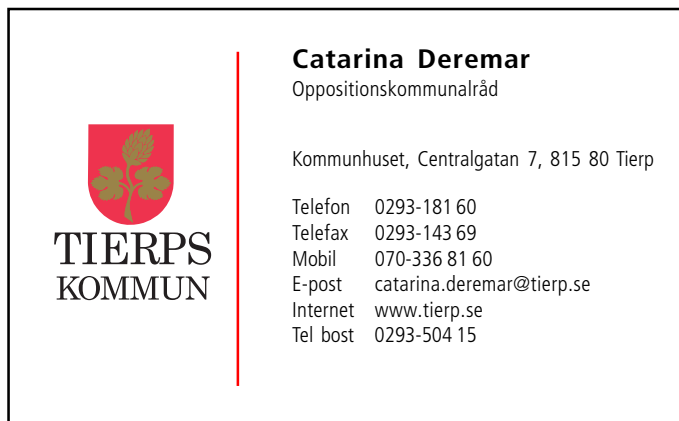 TIERPS
KOMMUN
Catarina Deremar
Oppositionskommunalråd
Kommunhuset, Centralgatan 7, 815 80 Tierp
Telefon 0293-181 60
Telefax 0293-143 69
Mobil 070-336 81 60
E-post catarina.deremar@tierp.se
Internet www.tierp.se
Tel bost 0293-504 15